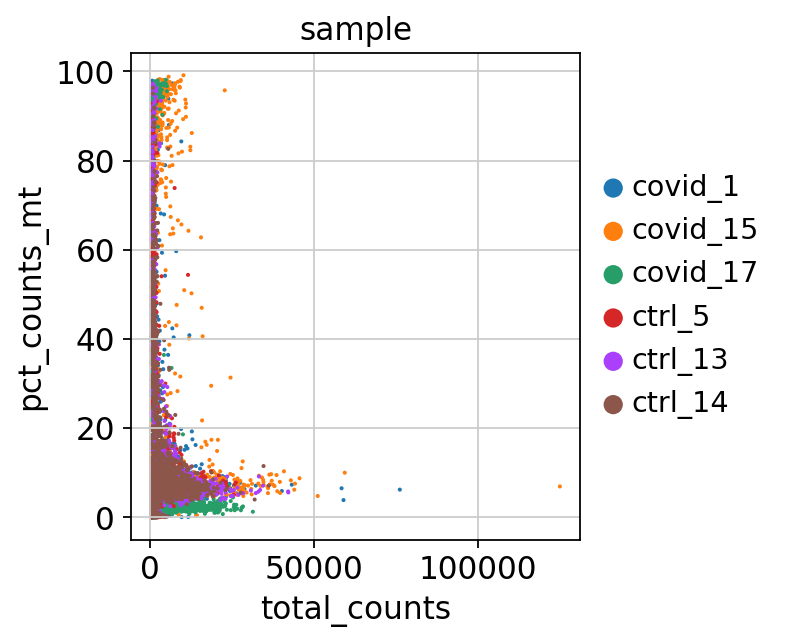 sample
pct_counts_mt
100
80
60
40
20
0
0
50000
100000
total_counts
covid_1
covid_15
covid_17
ctrl_5
ctrl_13
ctrl_14